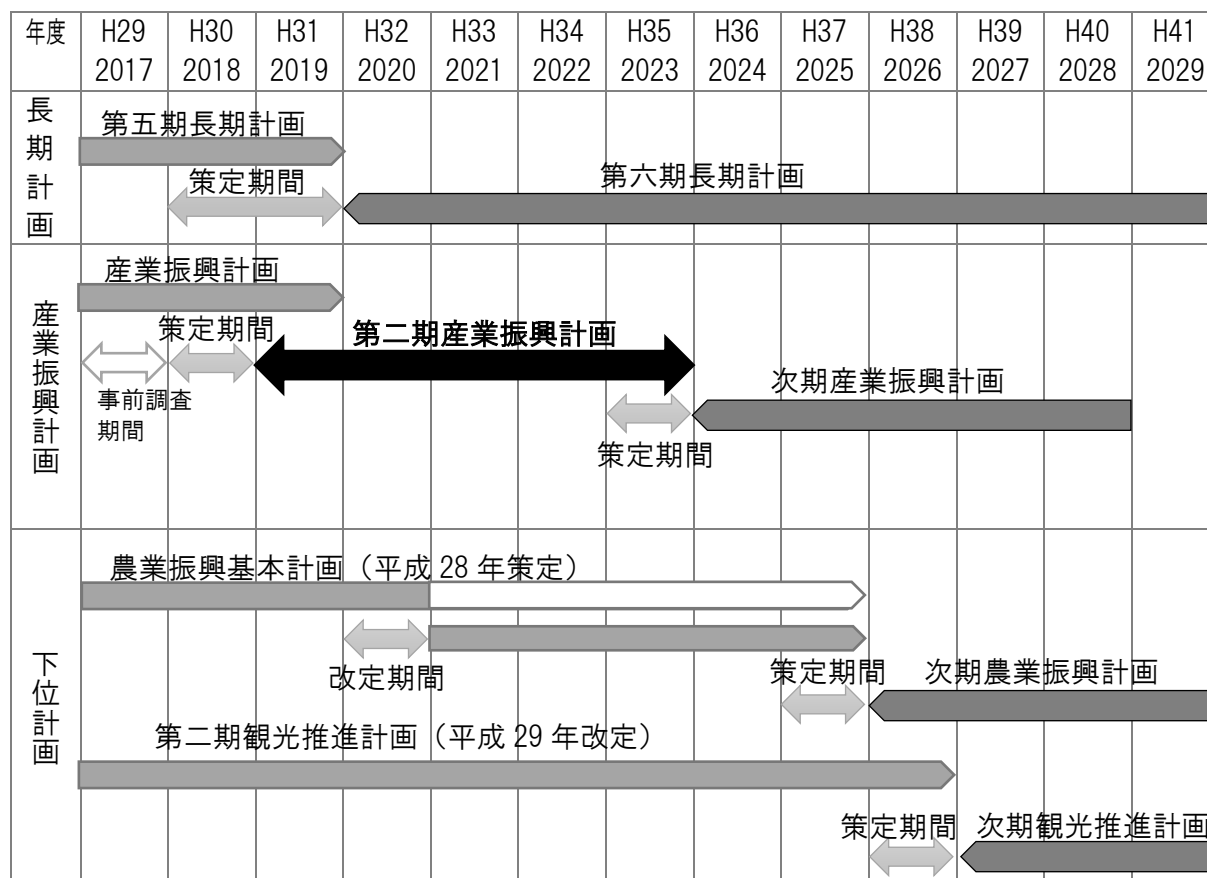 年度 H29 H30 H31 H32 H33 H34 H35 H36 H37 H38 H39 H40 H41
2017 2018 2019 2020 2021 2022 2023 2024 2025 2026 2027 2028 2029
長期計画
第五期長期計画
策定期間
第六期長期計画
産業振興計画
産業振興計画
策定期間
第二期産業振興計画
事前調査
期間
次期産業振興計画
策定期間
下位計画
農業振興基本計画（平成 28 年策定）
改定期間
策定期間
次期農業振興計画
第二期観光推進計画（平成 29 年改定）
策定期間
次期観光推進計画